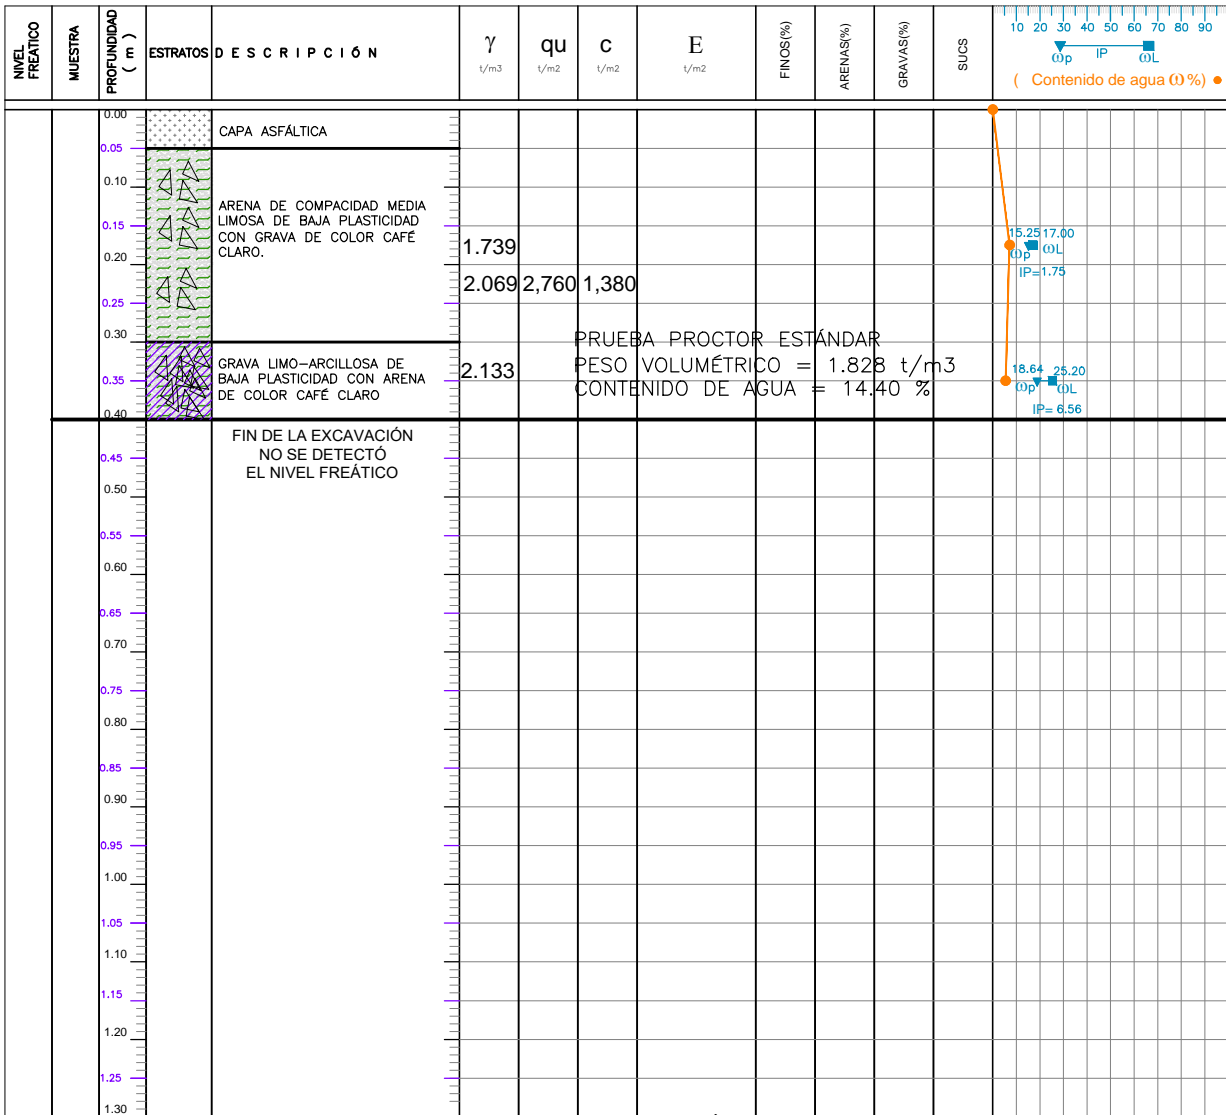 NIVEL
FREATICO
MUESTRA
PROFUNDIDAD
( m )
ESTRATOS
DESCRIPCIÓN
γ
t/m3
qu
t/m2
c
t/m2
E
t/m2
FINOS(%)
ARENAS(%)
GRAVAS(%)
SUCS
10 20 30 40 50 60 70 80 90
ωp IP ωL
( Contenido de agua ω %)
0.00
CAPA ASFÁLTICA
0.05
0.10
ARENA DE COMPACIDAD MEDIA
LIMOSA DE BAJA PLASTICIDAD
CON GRAVA DE COLOR CAFÉ
CLARO.
0.15
1.739
15.25 17.00
ωp ωL
IP=1.75
0.20
2.069 2,760 1,380
0.25
0.30
PRUEBA PROCTOR ESTÁNDAR
PESO VOLUMÉTRICO = 1.828 t/m3
CONTENIDO DE AGUA = 14.40 %
GRAVA LIMO-ARCILLOSA DE
BAJA PLASTICIDAD CON ARENA
DE COLOR CAFÉ CLARO
2.133
0.35
18.64 25.20
ωp ωL
IP= 6.56
0.40
FIN DE LA EXCAVACIÓN
NO SE DETECTÓ
EL NIVEL FREÁTICO
0.45
0.50
0.55
0.60
0.65
0.70
0.75
0.80
0.85
0.90
0.95
1.00
1.05
1.10
1.15
1.20
1.25
1.30